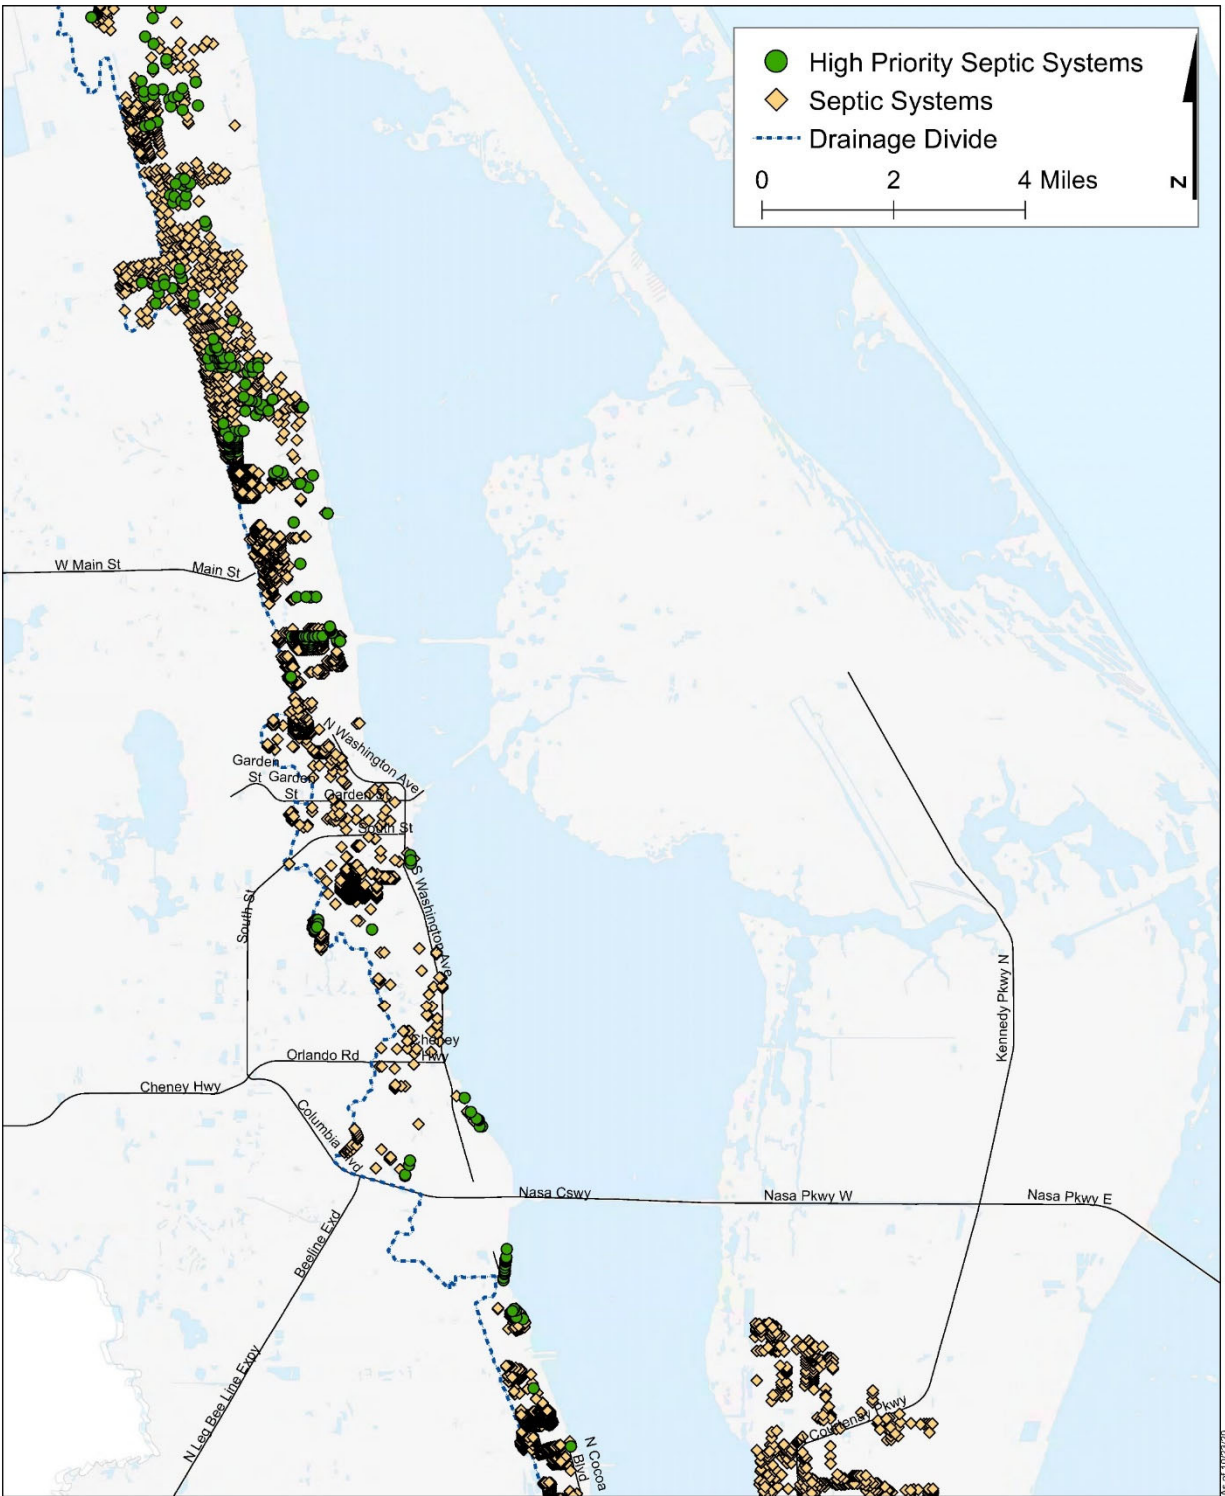 High Priority Septic Systems
Septic Systems
Drainage Divide
0 2 4 Miles
N
W Main St
Main St
N Washington Ave
Garden
St
Garden
St
Garden St
South St
S Washington Ave
South St
Kennedy Pkwy N
Cheney
Hwy
Orlando Rd
Cheney Hwy
Columbia Blvd
Nasa Cswy
Nasa Pkwy W
Nasa Pkwy E
Beeline Exd
N Leg Bee Line Expy
Courtenay Pkwy
N Cocoa
Blvd